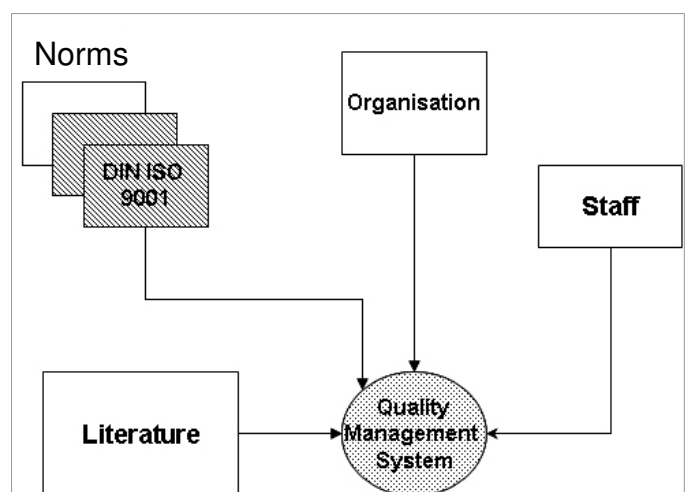 Norms
Organisation
DIN ISO
9001
Staff
Literature
Quality
Management
System